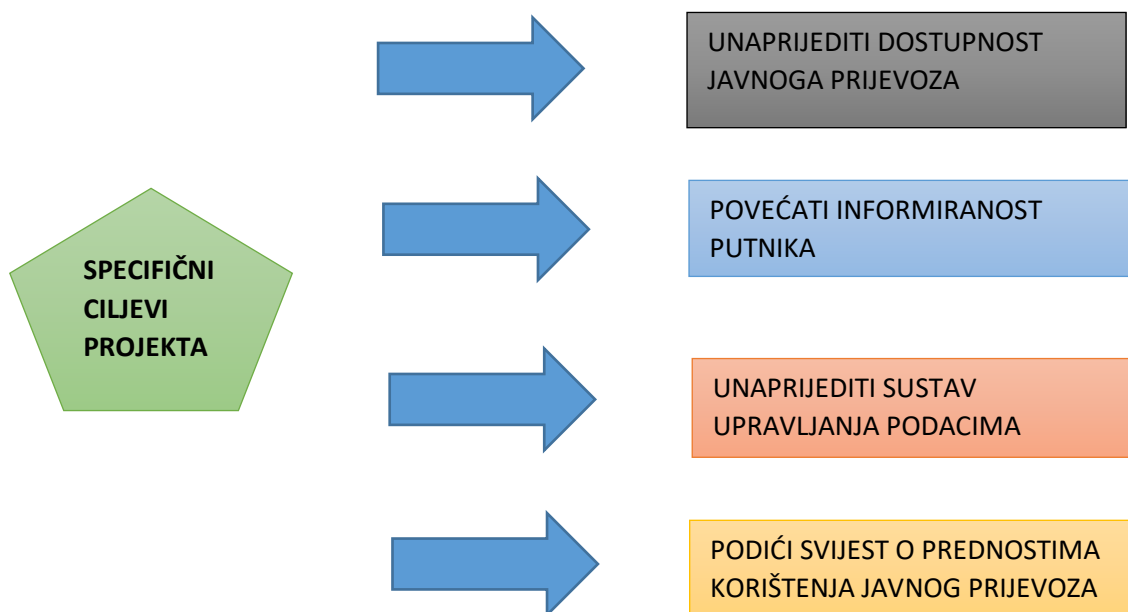 SPECIFIČNI
CILJEVI
PROJEKTA
UNAPRIJEDITI DOSTUPNOST
JAVNOGA PRIJEVOZA
POVEĆATI INFORMIRANOST
PUTNIKA
UNAPRIJEDITI SUSTAV
UPRAVLJANJA PODACIMA
PODIĆI SVIJEST O PREDNOSTIMA
KORIŠTENJA JAVNOG PRIJEVOZA